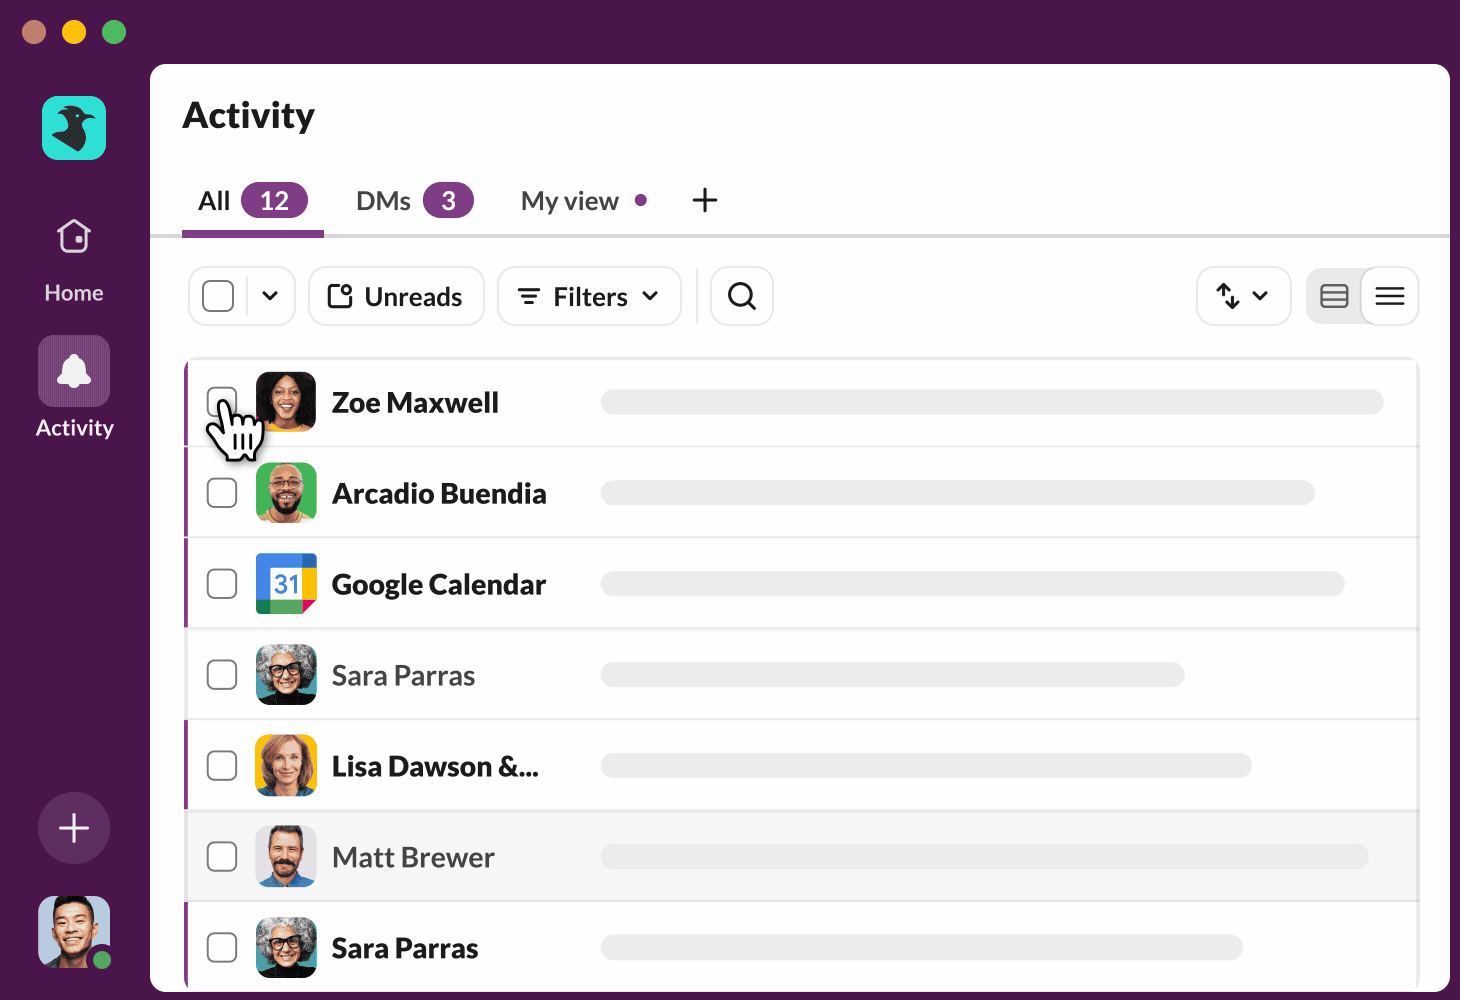 Activity
All 12 DMs 3 My view
Home
Unreads Filters
Activity
Zoe Maxwell
Arcadio Buendia
31 Google Calendar
Sara Parras
Lisa Dawson &...
Matt Brewer
Sara Parras